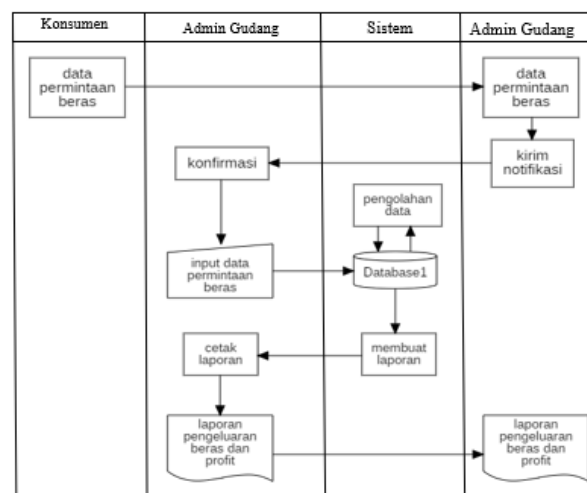 Konsumen
Admin Gudang
Sistem
Admin Gudang
data
permintaan
beras
data
permintaan
beras
konfirmasi
kirim
notifikasi
pengolahan
data
input data
permintaan
beras
Database1
cetak
laporan
membuat
laporan
laporan
pengeluaran
beras dan
profit
laporan
pengeluaran
beras dan
profit